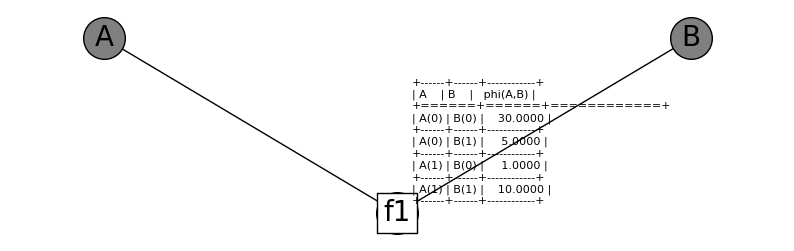 A
B
+------+------+------------+
| A    | B    |   phi(A,B) |
+======+======+============+
| A(0) | B(0) |    30.0000 |
+------+------+------------+
| A(0) | B(1) |     5.0000 |
+------+------+------------+
| A(1) | B(0) |     1.0000 |
+------+------+------------+
| A(1) | B(1) |    10.0000 |
+------+------+------------+
f1